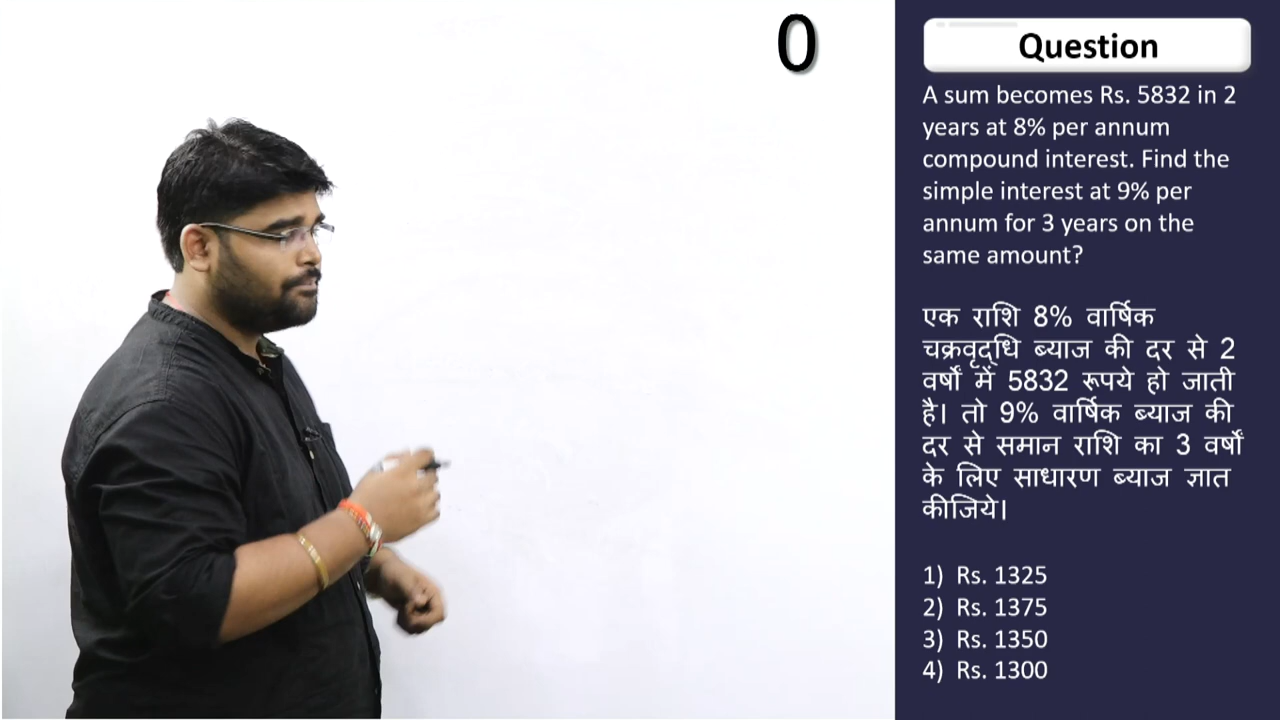 0
Question
A sum becomes Rs. 5832 in 2
years at 8% per annum
compound interest. Find the
simple interest at 9% per
annum for 3 years on the
same amount?
एक राशि 8% वार्षिक
चक्रवृद्धि ब्याज की दर से 2
वर्षों में 5832 रूपये हो जाती
है। तो 9% वार्षिक ब्याज की
दर से समान राशि का 3 वर्षों
के लिए साधारण ब्याज ज्ञात
कीजिये।
1) Rs. 1325
2) Rs. 1375
3) Rs. 1350
4) Rs. 1300